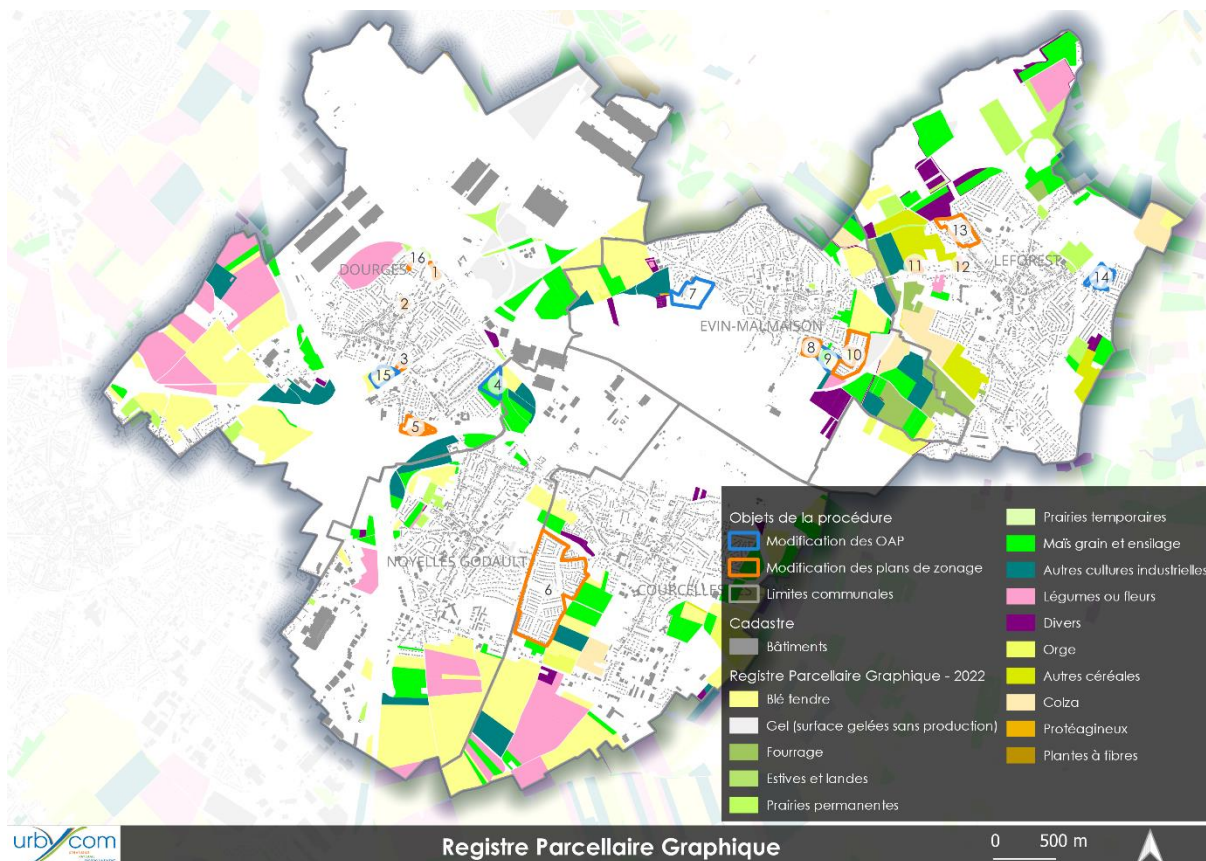 13
16
DOURGES
1
11
12
LEFOREST
14
2
7
EVIN-MALMAISON
3
8
9
10
15
4
5
NOYELLES GODAULT
6
COURCELLES
Objets de la procédure
Modification des OAP
Modification des plans de zonage
Limites communales
Cadastre
Bâtiments
Registre Parcellaire Graphique - 2022
Blé tendre
Gel (surface gelées sans production)
Fourrage
Estives et landes
Prairies permanentes
Prairies temporaires
Maïs grain et ensilage
Autres cultures industrielles
Légumes ou fleurs
Divers
Orge
Autres céréales
Colza
Protéagineux
Plantes à fibres
urbycom
Registre Parcellaire Graphique
0 500 m